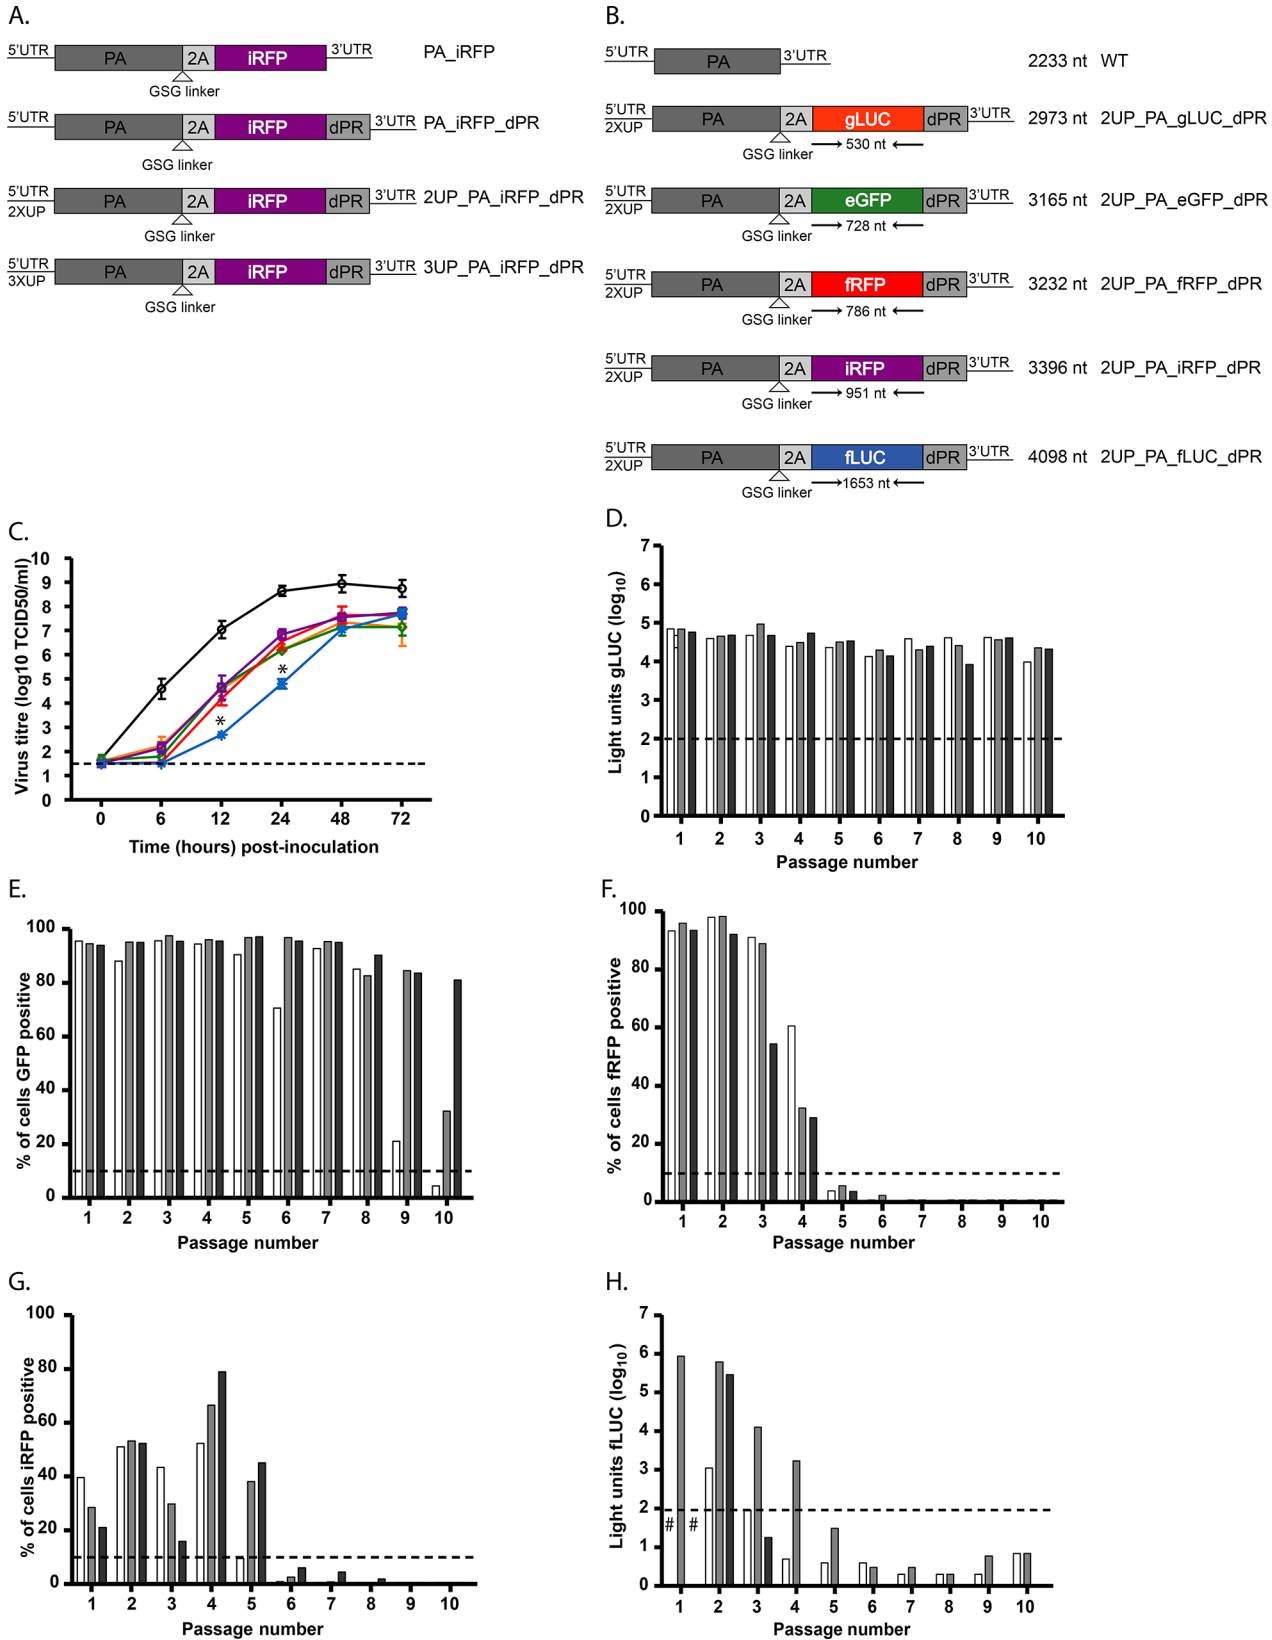 A.
5'UTR PA 2A iRFP 3'UTR PA_iRFP
GSG linker
5'UTR PA 2A iRFP dPR 3'UTR PA_iRFP_dPR
GSG linker
5'UTR 2XUP PA 2A iRFP dPR 3'UTR 2UP_PA_iRFP_dPR
GSG linker
5'UTR 3XUP PA 2A iRFP dPR 3'UTR 3UP_PA_iRFP_dPR
GSG linker
B.
5'UTR PA 3'UTR 2233 nt WT
5'UTR 2XUP PA 2A gLUC dPR 3'UTR 2973 nt 2UP_PA_gLUC_dPR
GSG linker 530 nt
5'UTR 2XUP PA 2A eGFP dPR 3'UTR 3165 nt 2UP_PA_eGFP_dPR
GSG linker 728 nt
5'UTR 2XUP PA 2A fRFP dPR 3'UTR 3232 nt 2UP_PA_fRFP_dPR
GSG linker 786 nt
5'UTR 2XUP PA 2A iRFP dPR 3'UTR 3396 nt 2UP_PA_iRFP_dPR
GSG linker 951 nt
5'UTR 2XUP PA 2A fLUC dPR 3'UTR 4098 nt 2UP_PA_fLUC_dPR
GSG linker 1653 nt
C.
Virus titre (log10 TCID50/ml)
10
9
8
7
6
5
4
3
2
1
0
*
*
0 6 12 24 48 72
Time (hours) post-inoculation
D.
Light units gLUC (log10)
7
6
5
4
3
2
1
0
1 2 3 4 5 6 7 8 9 10
Passage number
E.
% of cells GFP positive
100
80
60
40
20
0
1 2 3 4 5 6 7 8 9 10
Passage number
F.
% of cells fRFP positive
100
80
60
40
20
0
1 2 3 4 5 6 7 8 9 10
Passage number
G.
% of cells iRFP positive
100
80
60
40
20
0
1 2 3 4 5 6 7 8 9 10
Passage number
H.
Light units fLUC (log10)
7
6
5
4
3
2
1
0
# #
1 2 3 4 5 6 7 8 9 10
Passage number